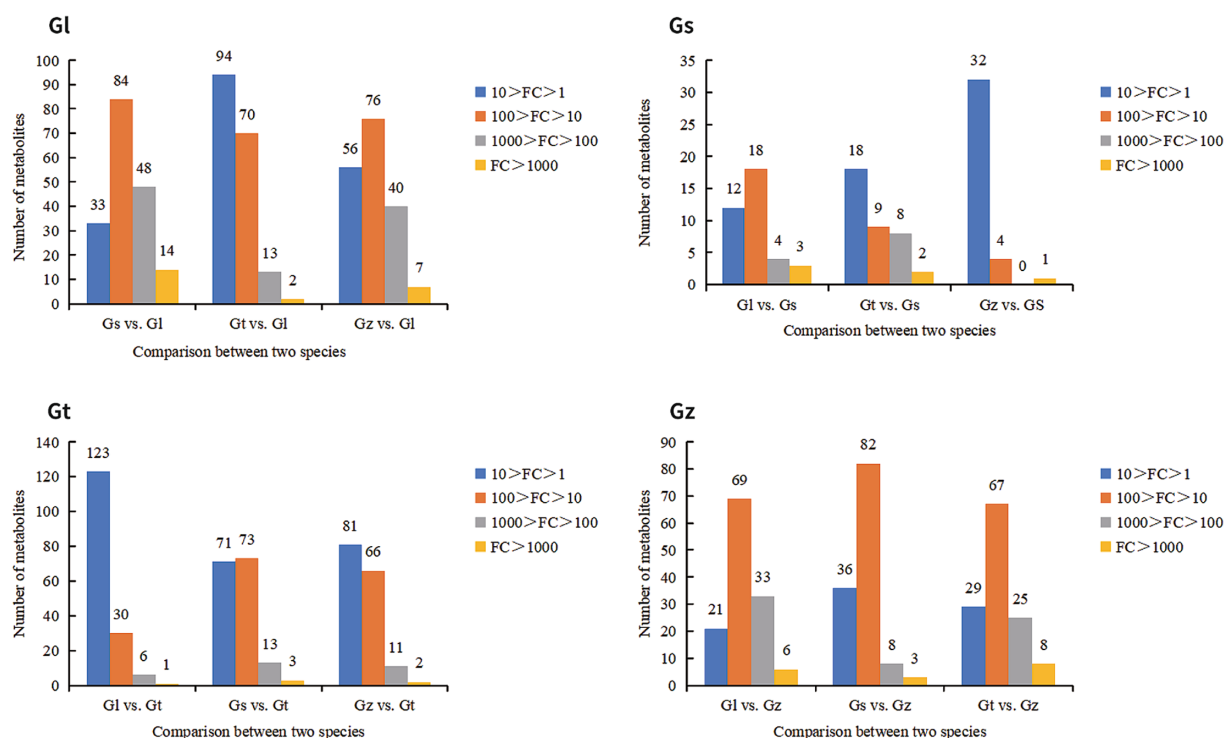 Gl
100
90
80
70
60
50
40
30
20
10
0
Number of metabolites
33
84
48
14
94
70
13
2
56
76
40
7
Gs vs. Gl
Gt vs. Gl
Gz vs. Gl
Comparison between two species
10>FC>1
100>FC>10
1000>FC>100
FC>1000
Gs
35
30
25
20
15
10
5
0
Number of metabolites
12
18
4
3
18
9
8
2
32
4
0
1
Gl vs. Gs
Gt vs. Gs
Gz vs. GS
Comparison between two species
10>FC>1
100>FC>10
1000>FC>100
FC>1000
Gt
140
120
100
80
60
40
20
0
Number of metabolites
123
30
6
1
71
73
13
3
81
66
11
2
Gl vs. Gt
Gs vs. Gt
Gz vs. Gt
Comparison between two species
10>FC>1
100>FC>10
1000>FC>100
FC>1000
Gz
90
80
70
60
50
40
30
20
10
0
Number of metabolites
21
69
33
6
36
82
8
3
29
67
25
8
Gl vs. Gz
Gs vs. Gz
Gt vs. Gz
Comparison between two species
10>FC>1
100>FC>10
1000>FC>100
FC>1000